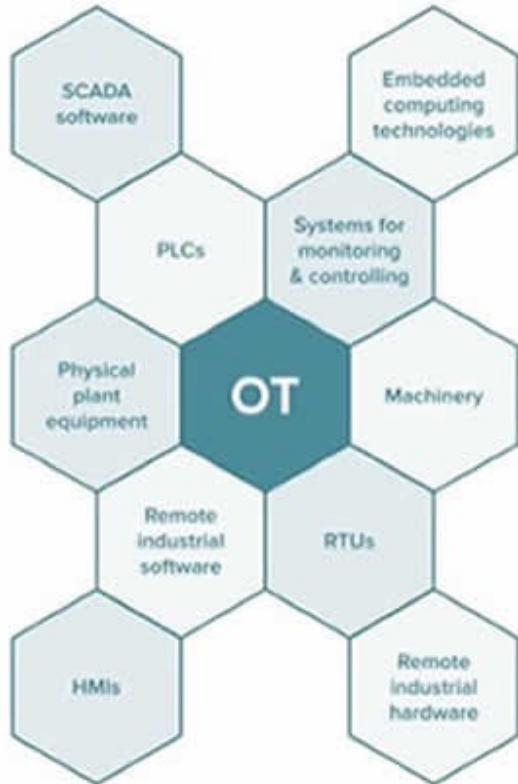 SCADA
software
Embedded
computing
technologies
PLCs
Systems for
monitoring
& controlling
Physical
plant
equipment
OT
Machinery
Remote
industrial
software
RTUs
HMIs
Remote
industrial
hardware